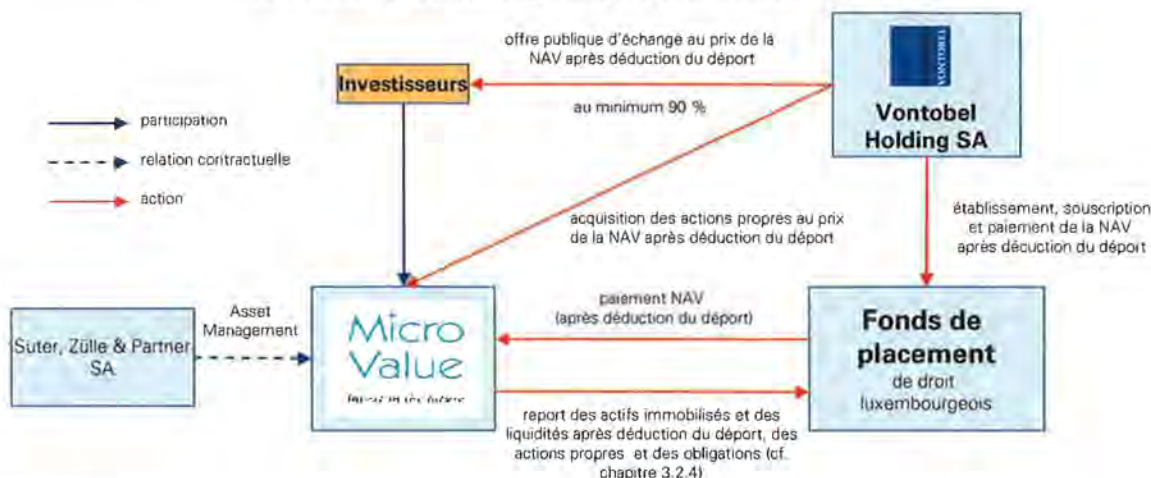 offre publique d'échange au prix de la
NAV après déduction du déport
Investisseurs
au minimum 90 %
VONTOBEL
Vontobel
Holding SA
participation
relation contractuelle
action
acquisition des actions propres au prix
de la NAV après déduction du déport
établissement, souscription
et paiement de la NAV
après déduction du déport
Asset
Management
Suter, Zülle & Partner
SA
Micro
Value
paiement NAV
(après déduction du déport)
Fonds de
placement
de droit
luxembourgeois
report des actifs immobilisés et des
liquidités après déduction du déport, des
actions propres et des obligations (cf.
chapitre 3.2.4)